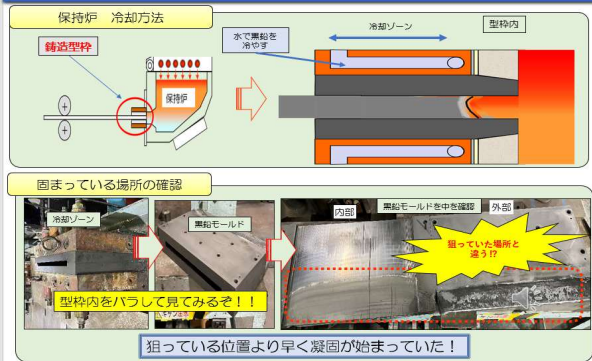 保持炉 冷却方法
鋳造型枠
保持炉
水で黒鉛を
冷やす
冷却ゾーン
型枠内
固まっている場所の確認
冷却ゾーン
黒鉛モールド
内部
黒鉛モールドを中を確認
外部
狙っていた場所と
違う!?
型枠内をバラして見てみるぞ!!
狙っている位置より早く凝固が始まっていた!